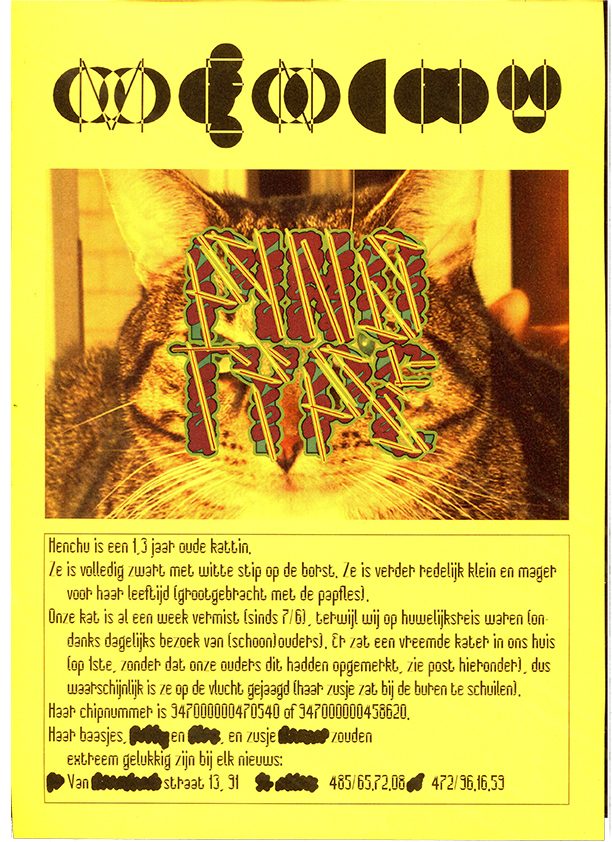 MENCHU
TYPE
Menchu is een 1,3 jaar oude kattin.
Ze is volledig zwart met witte stip op de borst. Ze is verder redelijk klein en mager
voor haar leeftijd (grootgebracht met de papfles).
Onze kat is al een week vermist (sinds 7/6), terwijl wij op huwelijksreis waren (on-
danks dagelijks bezoek van (schoon)ouders). Er zat een vreemde kater in ons huis
(op 1ste, zonder dat onze ouders dit hadden opgemerkt, zie post hieronder), dus
waarschijnlijk is ze op de vlucht gejaagd (haar zusje zat bij de buren te schuilen).
Haar chipnummer is 947000000470540 of 947000000458620.
Haar baasjes, en , en zusje zouden
extreem gelukkig zijn bij elk nieuws:
Van straat 13, 91 485/65.72.08 472/96.16.59